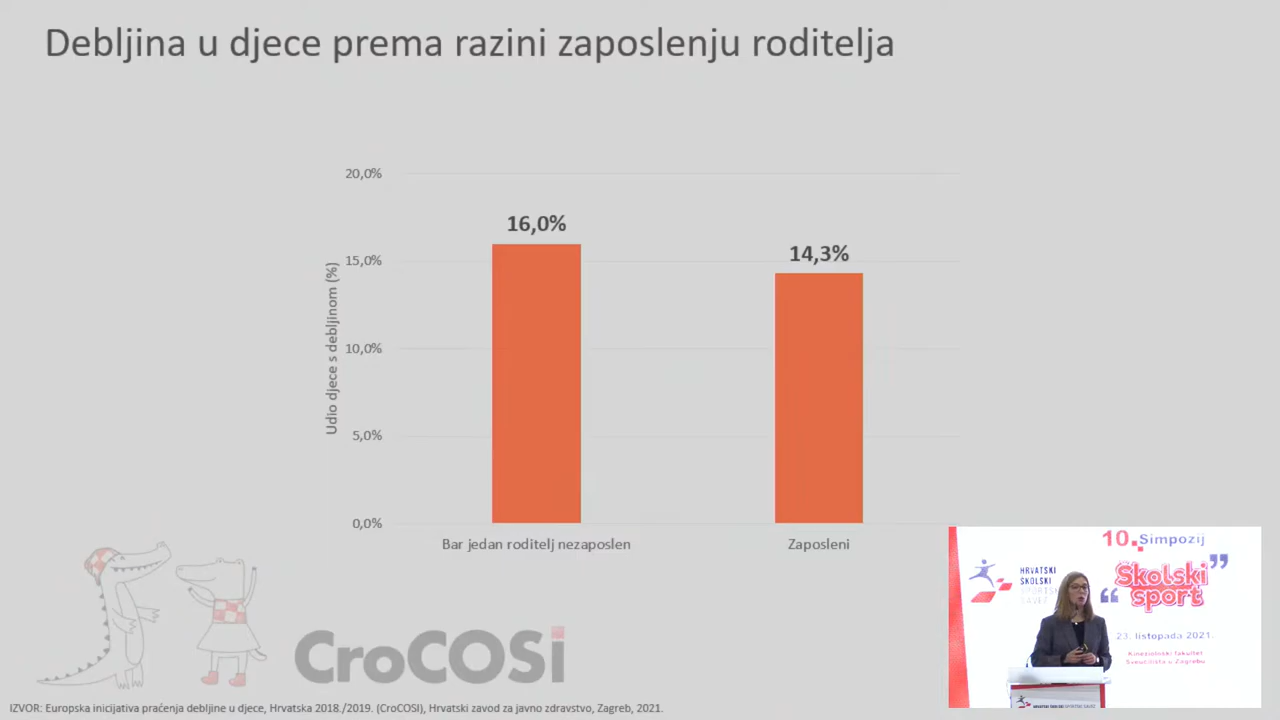 Debljina u djece prema razini zaposlenju roditelja
20,0%
16,0%
14,3%
15,0%
Udio djece s debljinom (%)
10,0%
5,0%
0,0%
Bar jedan roditelj nezaposlen
Zaposleni
10. Simpozij
HRVATSKI
ŠKOLSKI
SPORTSKI
SAVEZ
„Školski
sport”
23. listopada 2021.
Kineziološki fakultet
Sveučilišta u Zagrebu
CroCOSi
IZVOR: Europska inicijativa praćenja debljine u djece, Hrvatska 2018./2019. (CroCOSI), Hrvatski zavod za javno zdravstvo, Zagreb, 2021.